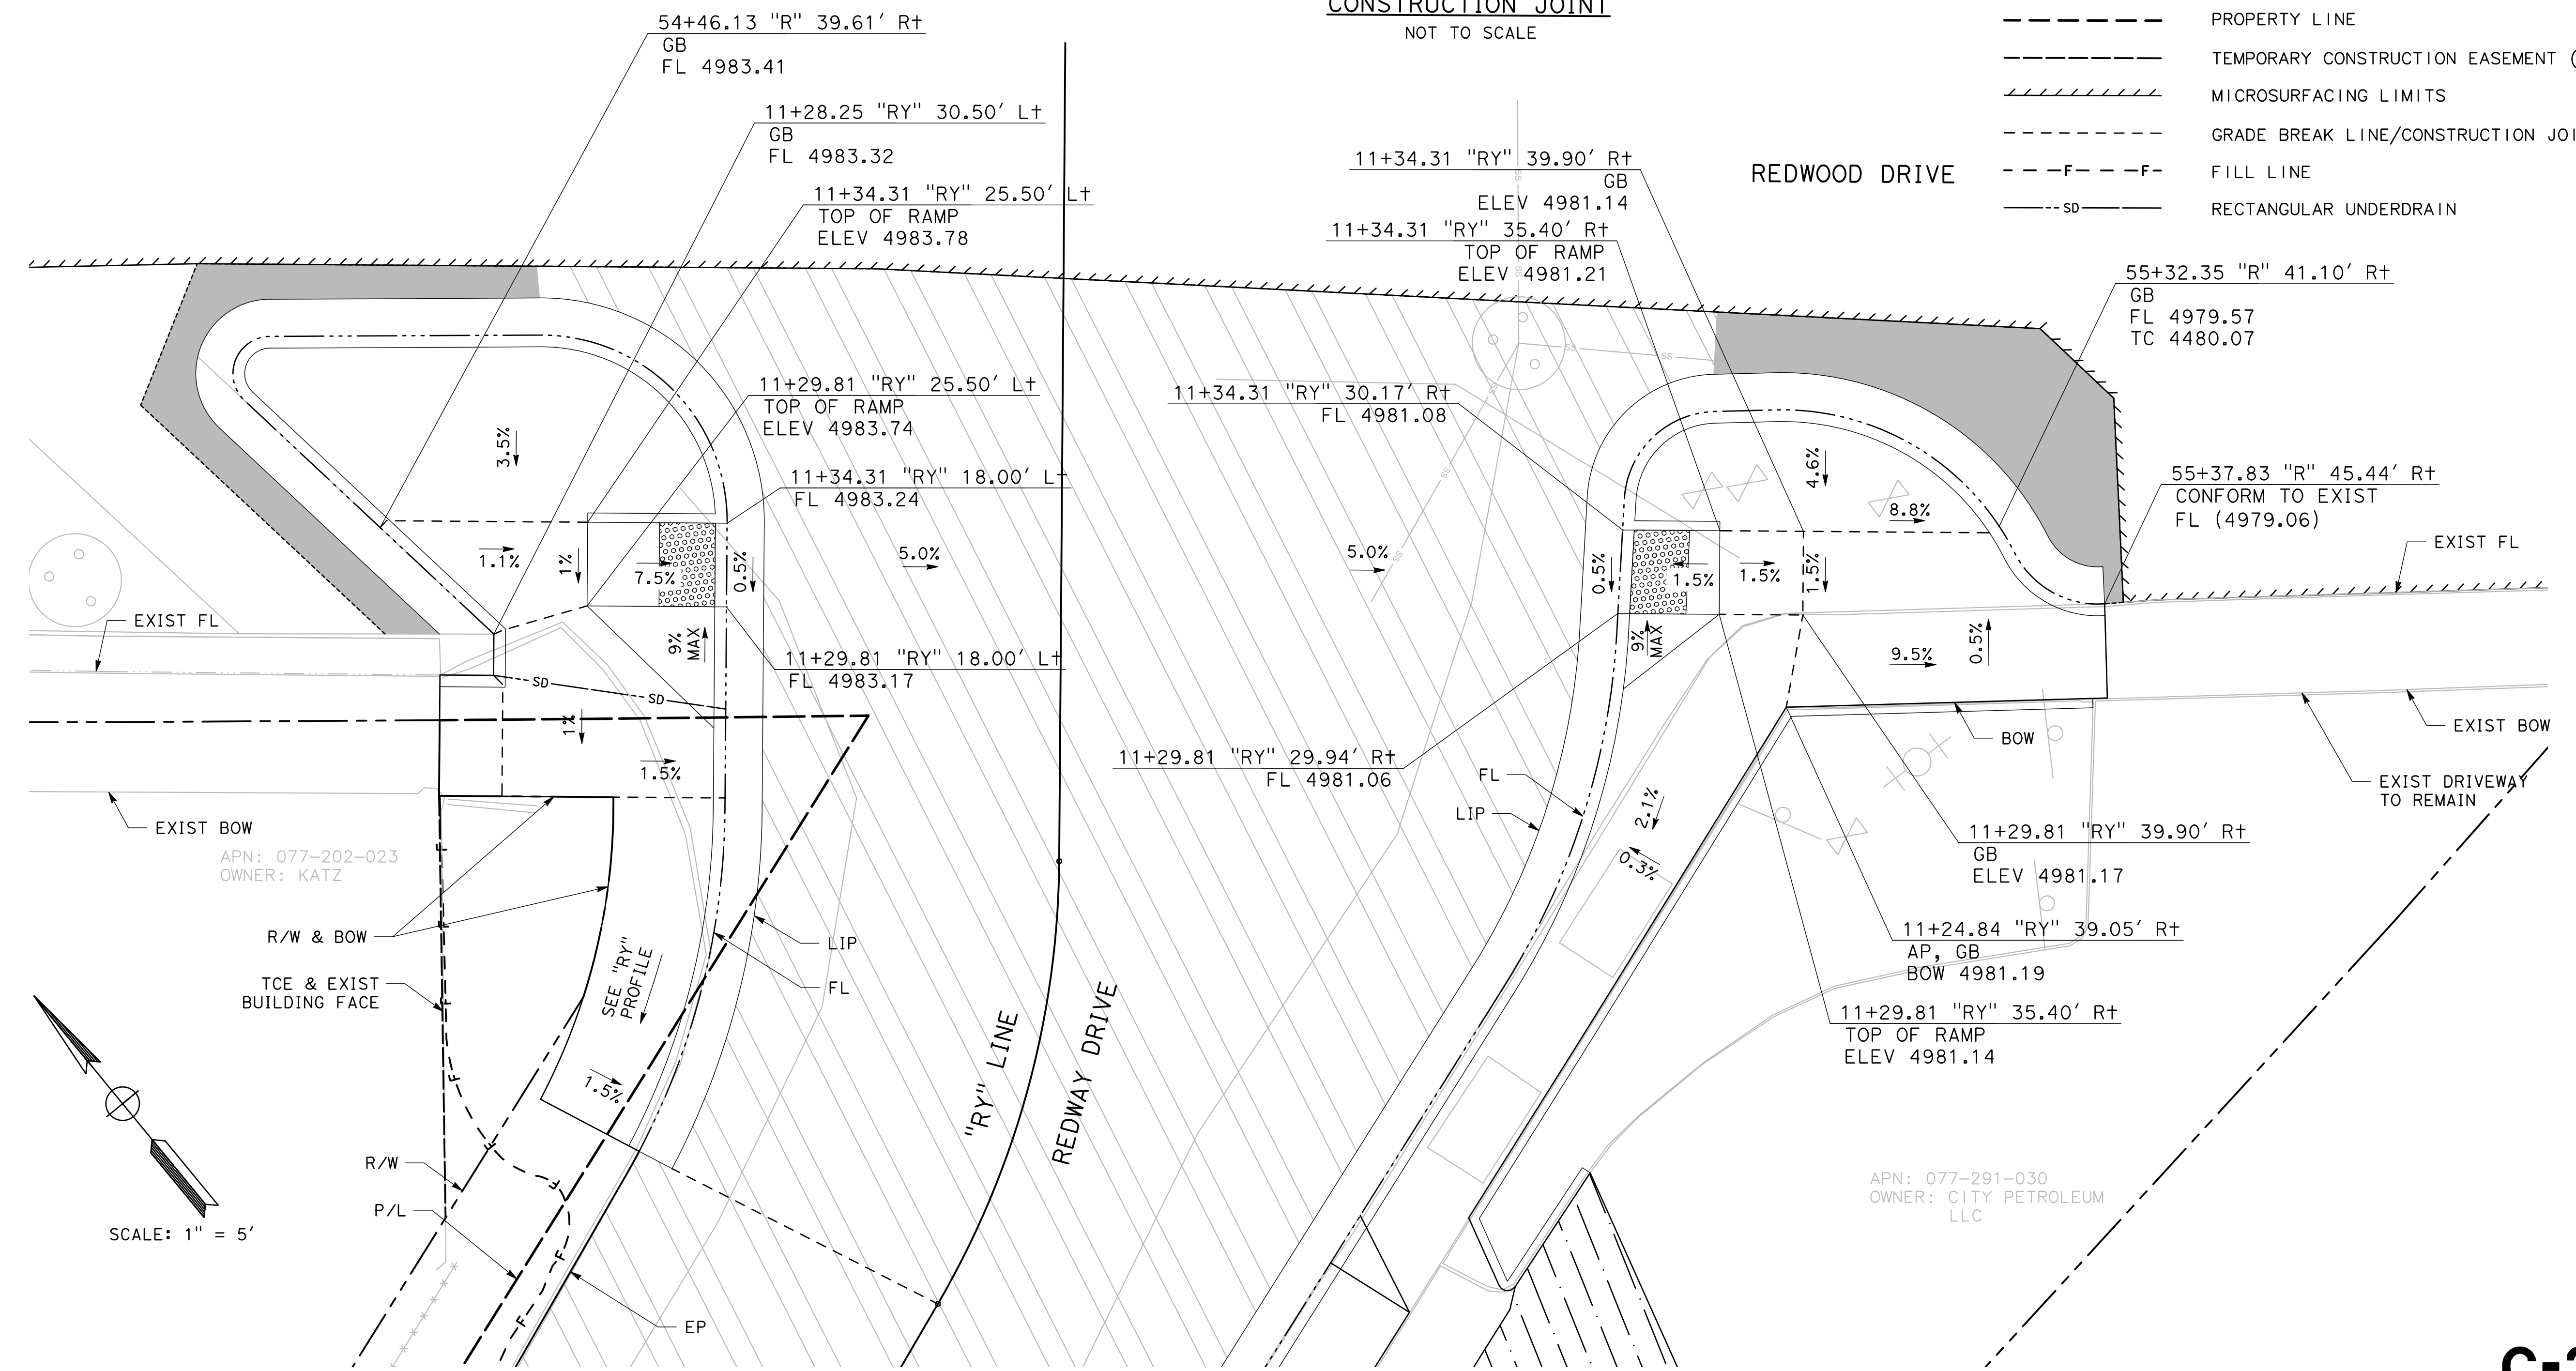 CONSTRUCTION JOINT
NOT TO SCALE
PROPERTY LINE
TEMPORARY CONSTRUCTION EASEMENT (
MICROSURFACING LIMITS
GRADE BREAK LINE/CONSTRUCTION JOI
F F
FILL LINE
SD
RECTANGULAR UNDERDRAIN
REDWOOD DRIVE
54+46.13 "R" 39.61' Rt
GB
FL 4983.41
11+28.25 "RY" 30.50' Lt
GB
FL 4983.32
11+34.31 "RY" 25.50' Lt
TOP OF RAMP
ELEV 4983.78
11+29.81 "RY" 25.50' Lt
TOP OF RAMP
ELEV 4983.74
11+34.31 "RY" 18.00' Lt
FL 4983.24
11+29.81 "RY" 18.00' Lt
FL 4983.17
11+34.31 "RY" 39.90' Rt
GB
ELEV 4981.14
11+34.31 "RY" 35.40' Rt
TOP OF RAMP
ELEV 4981.21
11+34.31 "RY" 30.17' Rt
FL 4981.08
11+29.81 "RY" 29.94' Rt
FL 4981.06
55+32.35 "R" 41.10' Rt
GB
FL 4979.57
TC 4480.07
55+37.83 "R" 45.44' Rt
CONFORM TO EXIST
FL (4979.06)
11+29.81 "RY" 39.90' Rt
GB
ELEV 4981.17
11+24.84 "RY" 39.05' Rt
AP, GB
BOW 4981.19
11+29.81 "RY" 35.40' Rt
TOP OF RAMP
ELEV 4981.14
3.5%
1.1%
1%
7.5%
0.5%
5.0%
9%
MAX
1%
1.5%
SD
SD
5.0%
0.5%
1.5%
1.5%
1.5%
4.6%
8.8%
9%
MAX
9.5%
0.5%
2.1%
0.3%
1.5%
SS
SS
SS
SS
SS
SS
SS
EXIST FL
EXIST BOW
APN: 077-202-023
OWNER: KATZ
R/W & BOW
TCE & EXIST
BUILDING FACE
SEE "RY"
PROFILE
R/W
P/L
EP
LIP
FL
F
F
F
F
F
F
F
F
"RY" LINE
REDWAY DRIVE
FL
LIP
BOW
EXIST FL
EXIST BOW
EXIST DRIVEWAY
TO REMAIN
APN: 077-291-030
OWNER: CITY PETROLEUM
LLC
SCALE: 1" = 5'